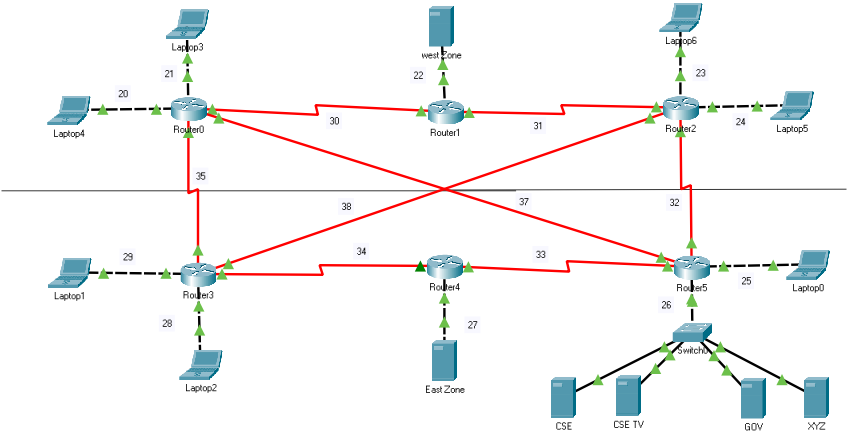 Laptop3
west Zone
Laptop6
21
22
23
20
Laptop4
Router0
30
Router1
31
Router2
24
Laptop5
35
38
37
32
29
34
33
Laptop1
Router3
Router4
Router5
25
Laptop0
28
27
26
Switch0
Laptop2
East Zone
CSE
CSE TV
GOV
XYZ